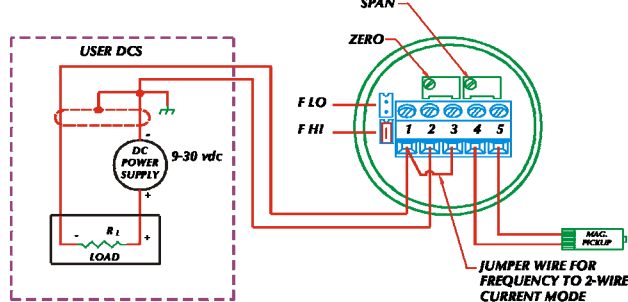 SPAN
ZERO
USER DCS
F LO
F HI
1 2 3 4 5
-
DC
POWER
SUPPLY
9-30 vdc
+
- RL +
LOAD
MAG.
PICKUP
JUMPER WIRE FOR
FREQUENCY TO 2-WIRE
CURRENT MODE